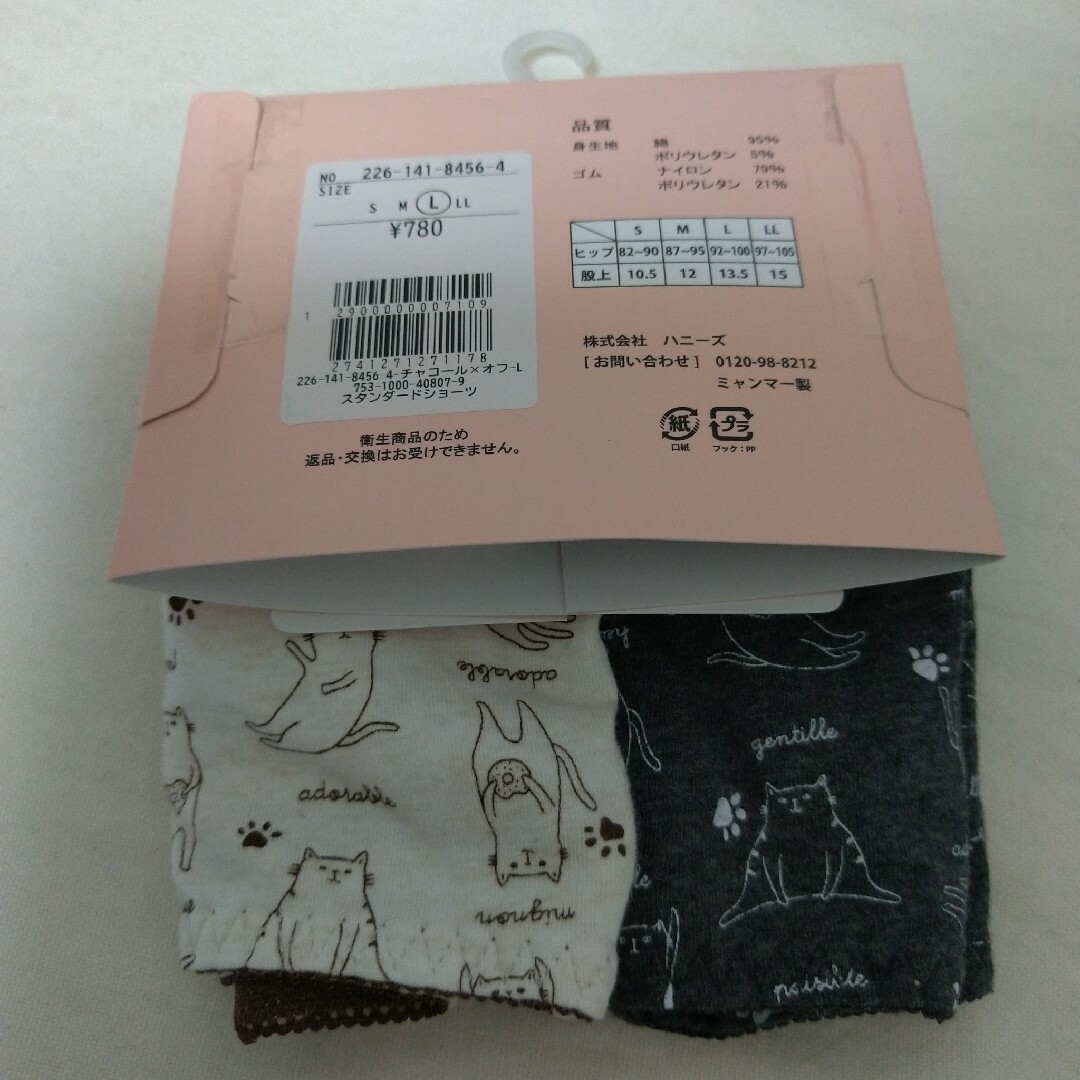 NO 226-141-8456-4
SIZE
S M L LL
¥780
1 2900000007109
2741271271178
226-141-8456 4-チャコール×オフ-L
753-1000-40807-9
スタンダードショーツ
衛生商品のため
返品・交換はお受けできません。
品質
身生地 綿 95%
ポリウレタン 5%
ゴム ナイロン 79%
ポリウレタン 21%
S M L LL
ヒップ 82~90 87~95 92~100 97~105
股上 10.5 12 13.5 15
株式会社 ハニーズ
[お問い合わせ] 0120-98-8212
ミャンマー製
紙 プラ
口紙 フック:PP
adorable
adorable
mignon
gentille
paisible